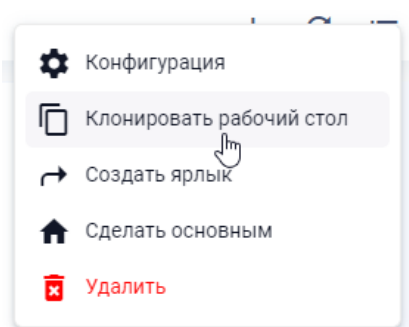 Конфигурация
Клонировать рабочий стол
Создать ярлык
Сделать основным
Удалить